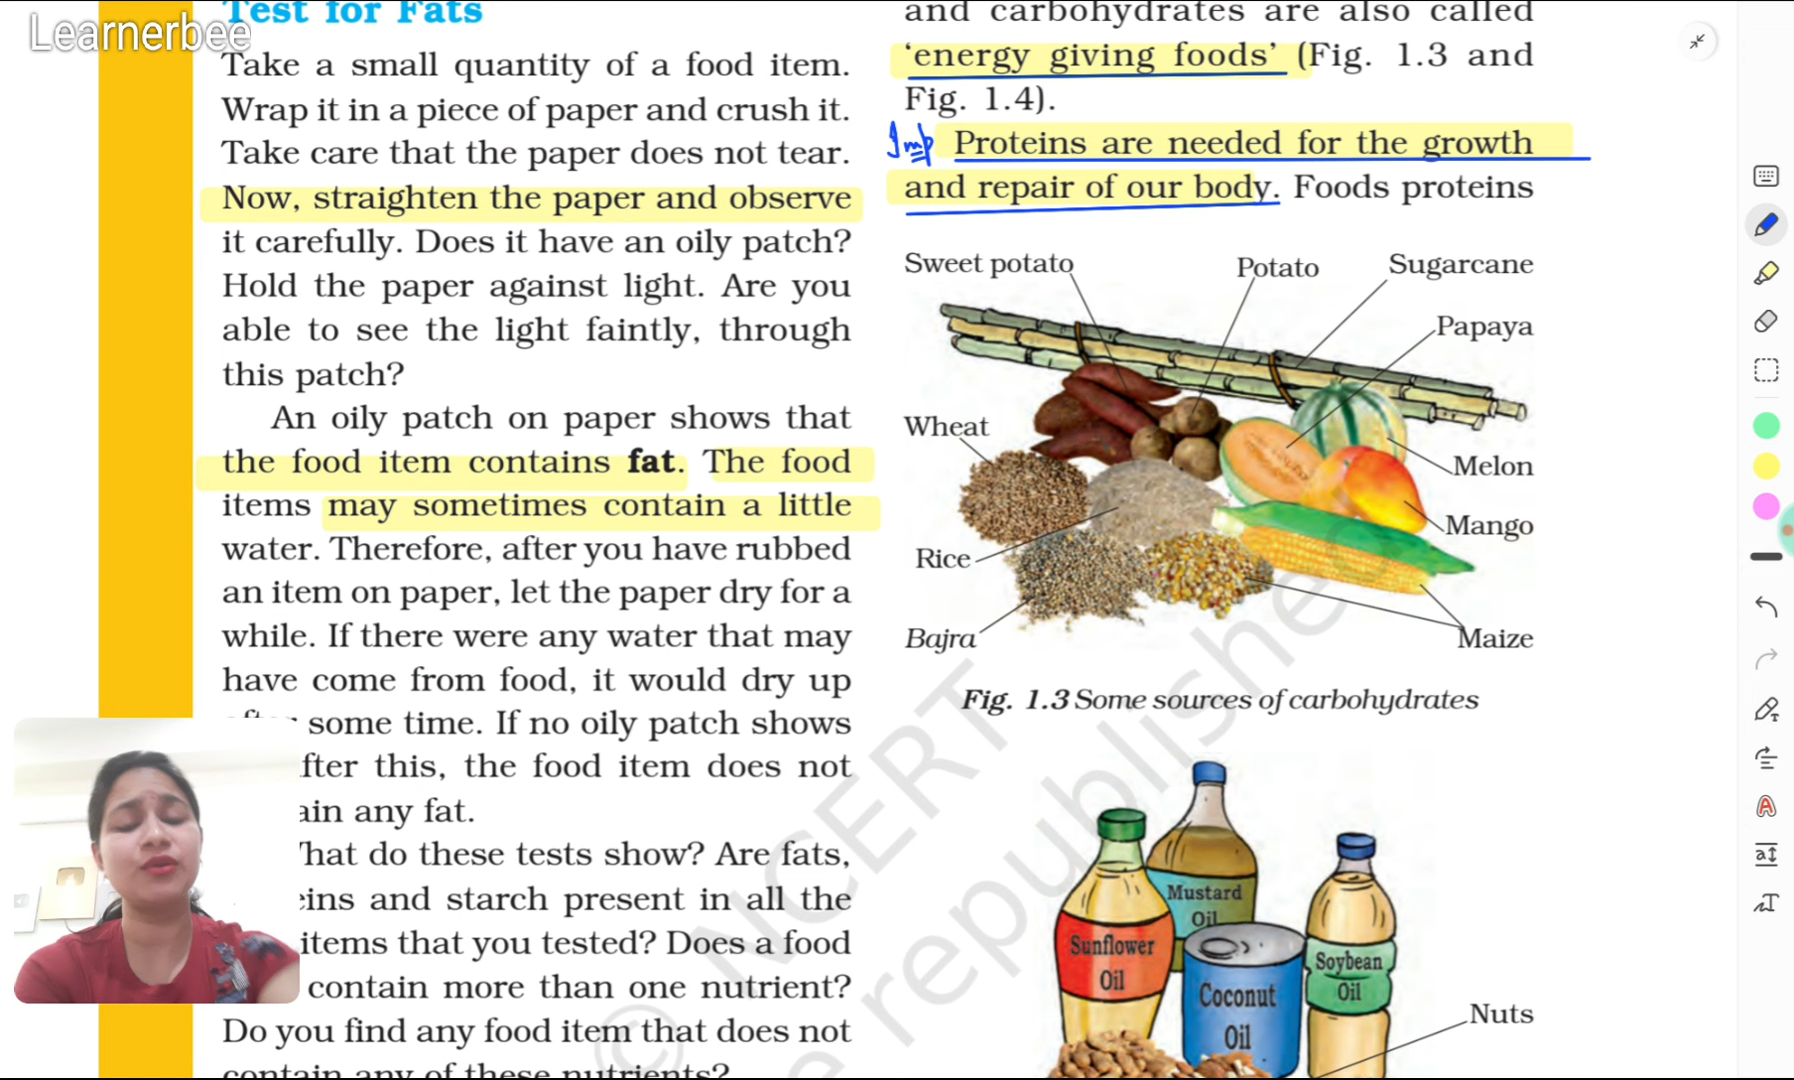 Learnerbee
Test for Fats
Take a small quantity of a food item.
Wrap it in a piece of paper and crush it.
Take care that the paper does not tear.
Now, straighten the paper and observe
it carefully. Does it have an oily patch?
Hold the paper against light. Are you
able to see the light faintly, through
this patch?
An oily patch on paper shows that
the food item contains fat. The food
items may sometimes contain a little
water. Therefore, after you have rubbed
an item on paper, let the paper dry for a
while. If there were any water that may
have come from food, it would dry up
some time. If no oily patch shows
fter this, the food item does not
ain any fat.
hat do these tests show? Are fats,
eins and starch present in all the
items that you tested? Does a food
contain more than one nutrient?
Do you find any food item that does not
contain any of these nutrients?
and carbohydrates are also called
‘energy giving foods’ (Fig. 1.3 and
Fig. 1.4).
Imp Proteins are needed for the growth
and repair of our body. Foods proteins
Sweet potato
Potato
Sugarcane
Papaya
Wheat
Melon
Mango
Rice
Bajra
Maize
Fig. 1.3 Some sources of carbohydrates
Mustard
Oil
Sunflower
Oil
Soybean
Oil
Coconut
Oil
Nuts
© NCERT
e republished